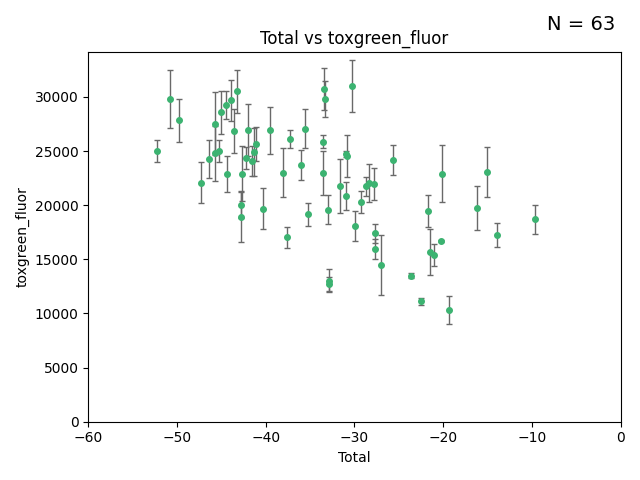 N = 63
Total vs toxgreen_fluor
toxgreen_fluor
30000
25000
20000
15000
10000
5000
0
−60 −50 −40 −30 −20 −10 0
Total